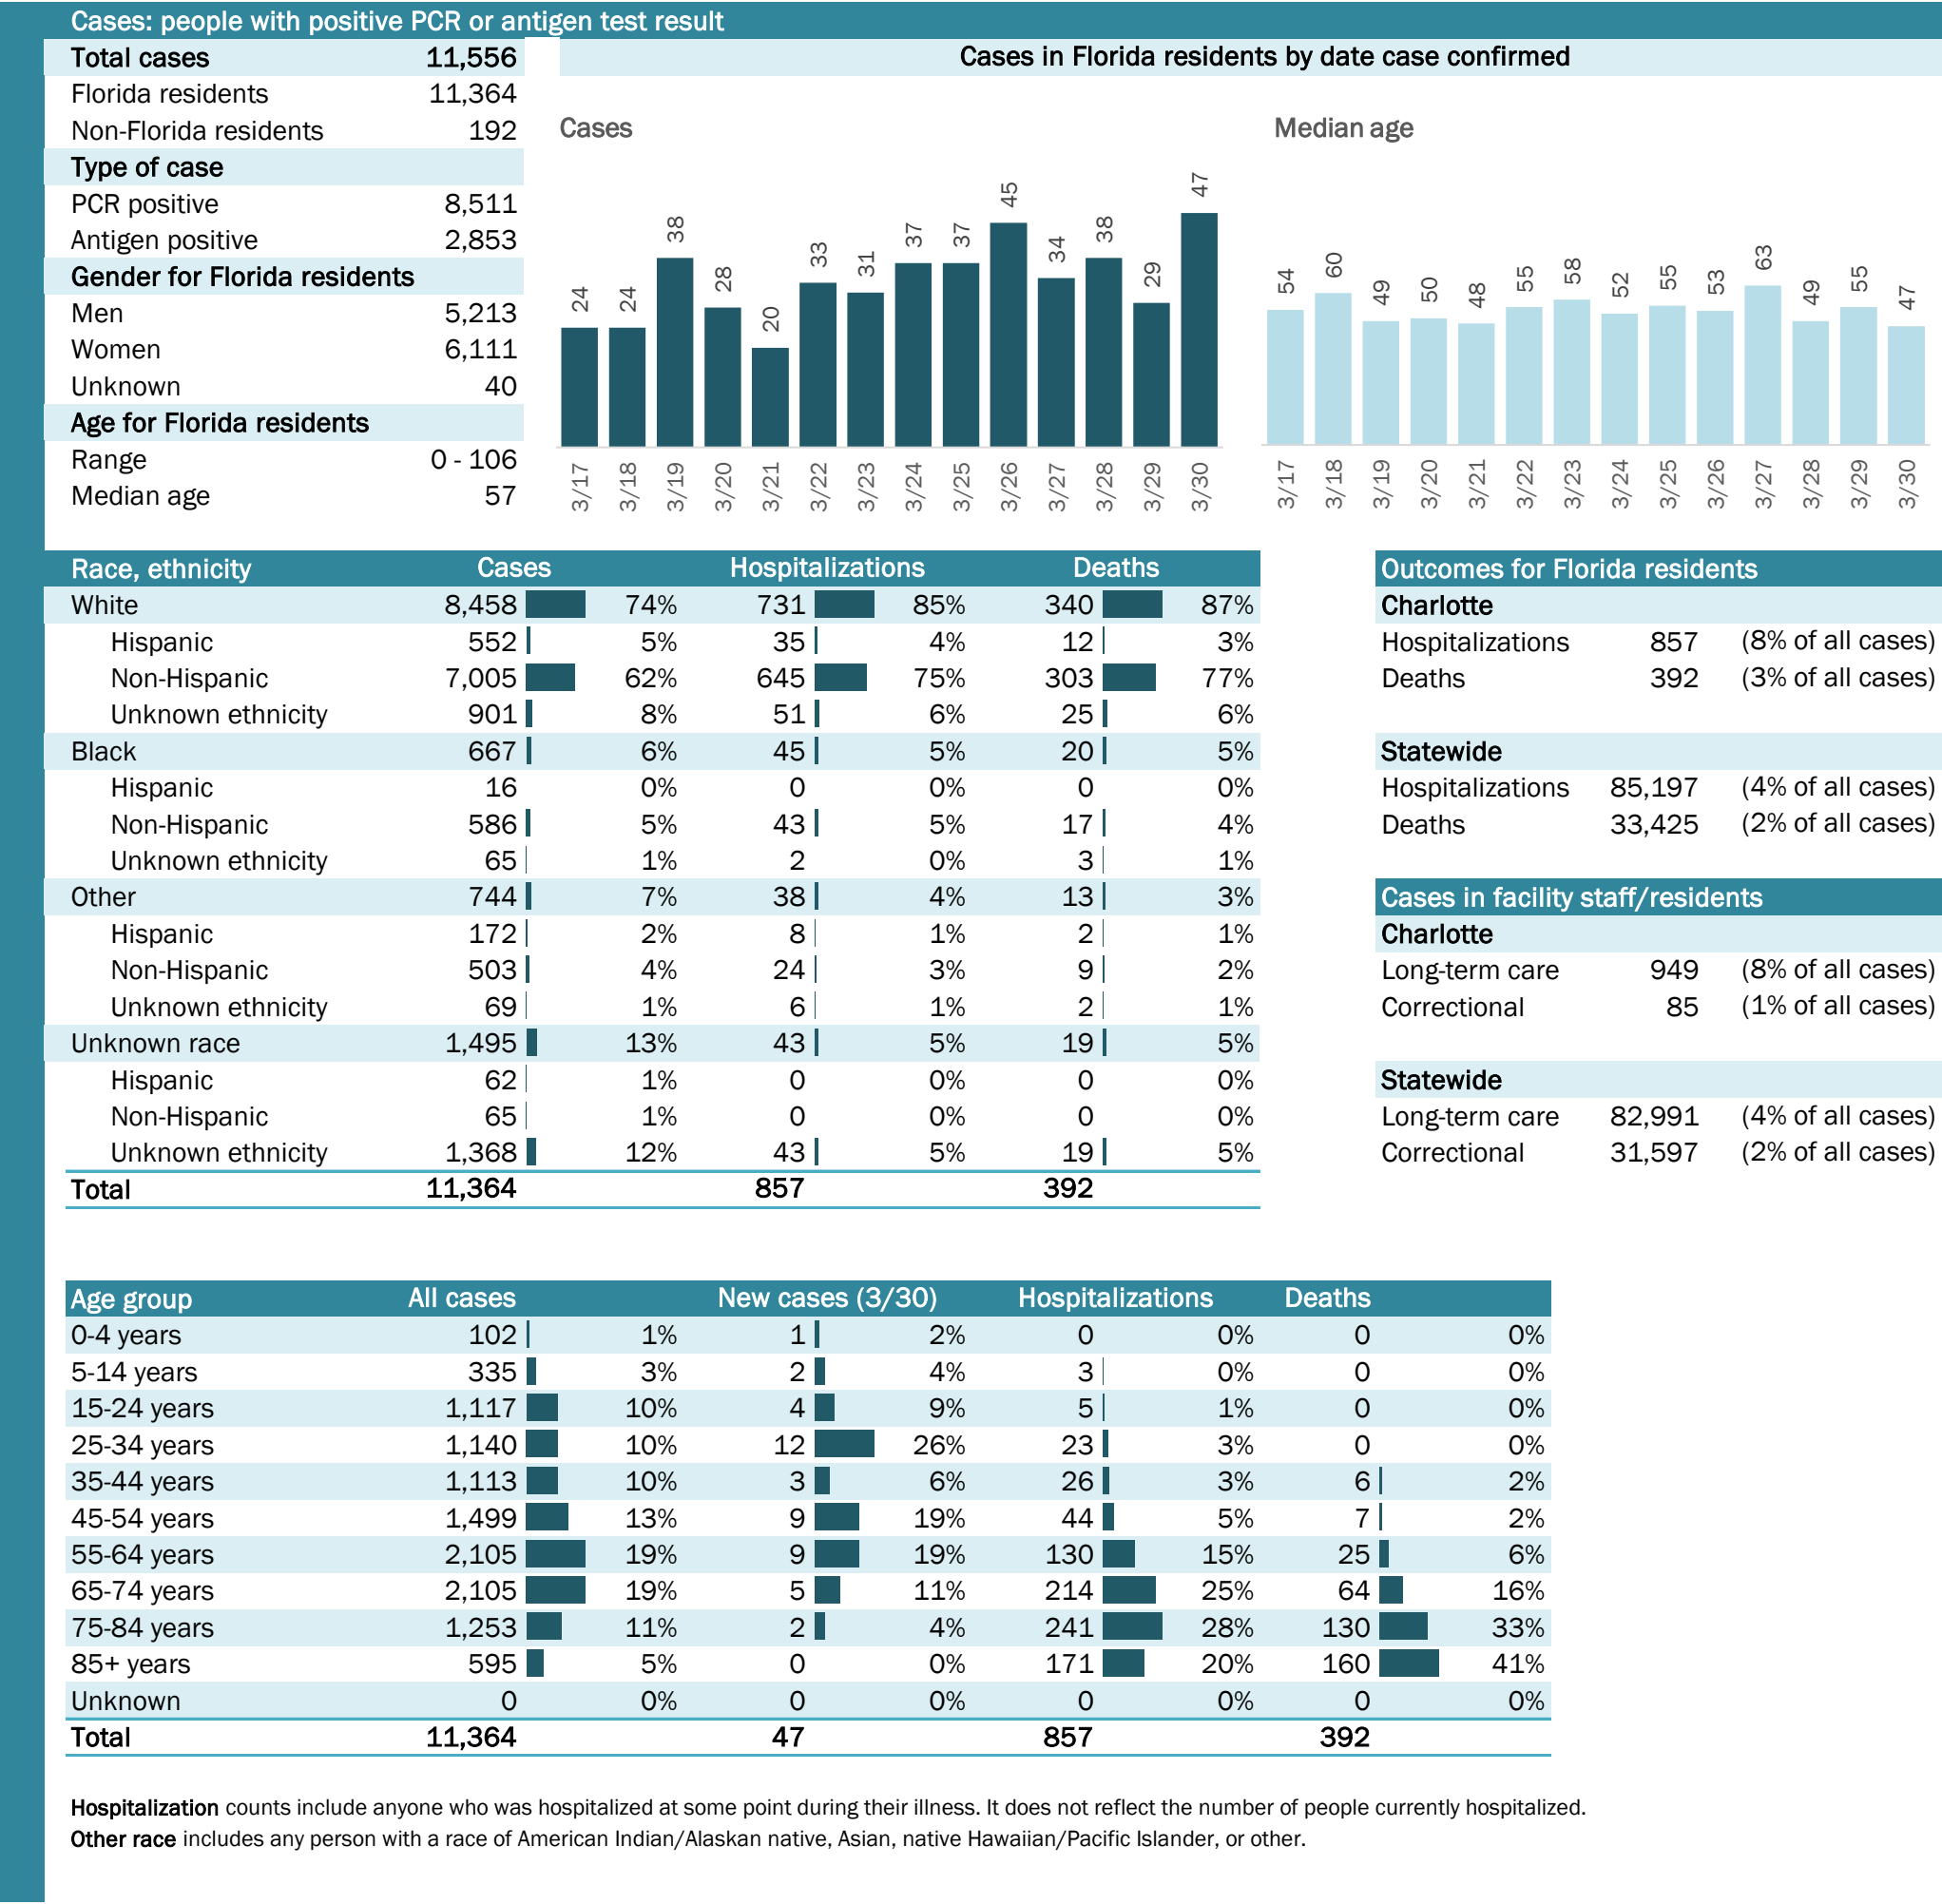 Cases: people with positive PCR or antigen test result
Total cases 11,556
Florida residents 11,364
Non-Florida residents 192
Type of case
PCR positive 8,511
Antigen positive 2,853
Gender for Florida residents
Men 5,213
Women 6,111
Unknown 40
Age for Florida residents
Range 0 - 106
Median age 57
Cases in Florida residents by date case confirmed
Cases
24 24 38 28 20 33 31 37 37 45 34 38 29 47
3/17 3/18 3/19 3/20 3/21 3/22 3/23 3/24 3/25 3/26 3/27 3/28 3/29 3/30
Median age
54 60 49 50 48 55 58 52 55 53 63 49 55 47
3/17 3/18 3/19 3/20 3/21 3/22 3/23 3/24 3/25 3/26 3/27 3/28 3/29 3/30
Race, ethnicity Cases Hospitalizations Deaths
White 8,458 74% 731 85% 340 87%
Hispanic 552 5% 35 4% 12 3%
Non-Hispanic 7,005 62% 645 75% 303 77%
Unknown ethnicity 901 8% 51 6% 25 6%
Black 667 6% 45 5% 20 5%
Hispanic 16 0% 0 0% 0 0%
Non-Hispanic 586 5% 43 5% 17 4%
Unknown ethnicity 65 1% 2 0% 3 1%
Other 744 7% 38 4% 13 3%
Hispanic 172 2% 8 1% 2 1%
Non-Hispanic 503 4% 24 3% 9 2%
Unknown ethnicity 69 1% 6 1% 2 1%
Unknown race 1,495 13% 43 5% 19 5%
Hispanic 62 1% 0 0% 0 0%
Non-Hispanic 65 1% 0 0% 0 0%
Unknown ethnicity 1,368 12% 43 5% 19 5%
Total 11,364 857 392
Outcomes for Florida residents
Charlotte
Hospitalizations 857 (8% of all cases)
Deaths 392 (3% of all cases)
Statewide
Hospitalizations 85,197 (4% of all cases)
Deaths 33,425 (2% of all cases)
Cases in facility staff/residents
Charlotte
Long-term care 949 (8% of all cases)
Correctional 85 (1% of all cases)
Statewide
Long-term care 82,991 (4% of all cases)
Correctional 31,597 (2% of all cases)
Age group All cases New cases (3/30) Hospitalizations Deaths
0-4 years 102 1% 1 2% 0 0% 0 0%
5-14 years 335 3% 2 4% 3 0% 0 0%
15-24 years 1,117 10% 4 9% 5 1% 0 0%
25-34 years 1,140 10% 12 26% 23 3% 0 0%
35-44 years 1,113 10% 3 6% 26 3% 6 2%
45-54 years 1,499 13% 9 19% 44 5% 7 2%
55-64 years 2,105 19% 9 19% 130 15% 25 6%
65-74 years 2,105 19% 5 11% 214 25% 64 16%
75-84 years 1,253 11% 2 4% 241 28% 130 33%
85+ years 595 5% 0 0% 171 20% 160 41%
Unknown 0 0% 0 0% 0 0% 0 0%
Total 11,364 47 857 392
Hospitalization counts include anyone who was hospitalized at some point during their illness. It does not reflect the number of people currently hospitalized.
Other race includes any person with a race of American Indian/Alaskan native, Asian, native Hawaiian/Pacific Islander, or other.